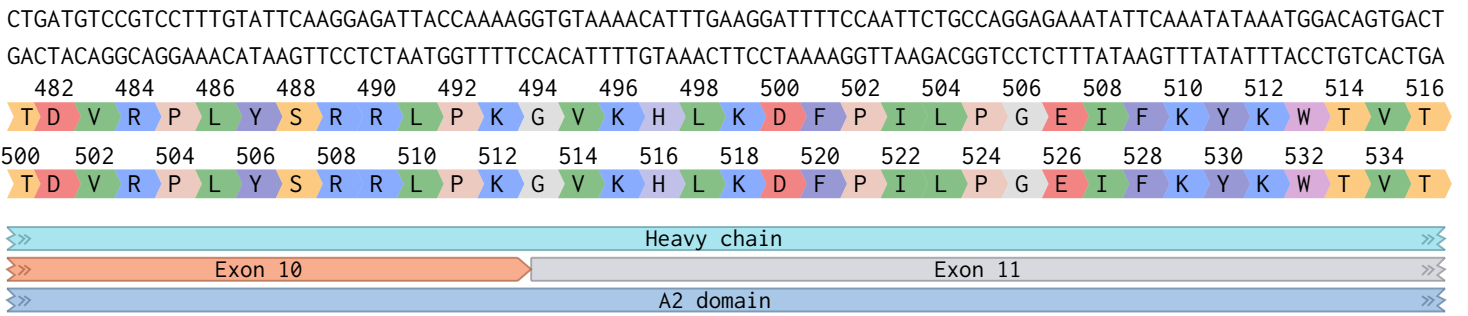 CTGATGTCCGTCCTTTGTATTCAAGGAGATTACCAAAAGGTGTAAAACATTTGAAGGATTTTCCAATTCTGCCAGGAGAAATATTCAAATATAAATGGACAGTGACT
GACTACAGGCAGGAAACATAAGTTCCTCTAATGGTTTTCCACATTTTGTAAACTTCCTAAAAGGTTAAGACGGTCCTCTTTATAAGTTTATATTTACCTGTCACTGA
482 484 486 488 490 492 494 496 498 500 502 504 506 508 510 512 514 516
T D V R P L Y S R R L P K G V K H L K D F P I L P G E I F K Y K W T V T
500 502 504 506 508 510 512 514 516 518 520 522 524 526 528 530 532 534
T D V R P L Y S R R L P K G V K H L K D F P I L P G E I F K Y K W T V T
Heavy chain
Exon 10 Exon 11
A2 domain